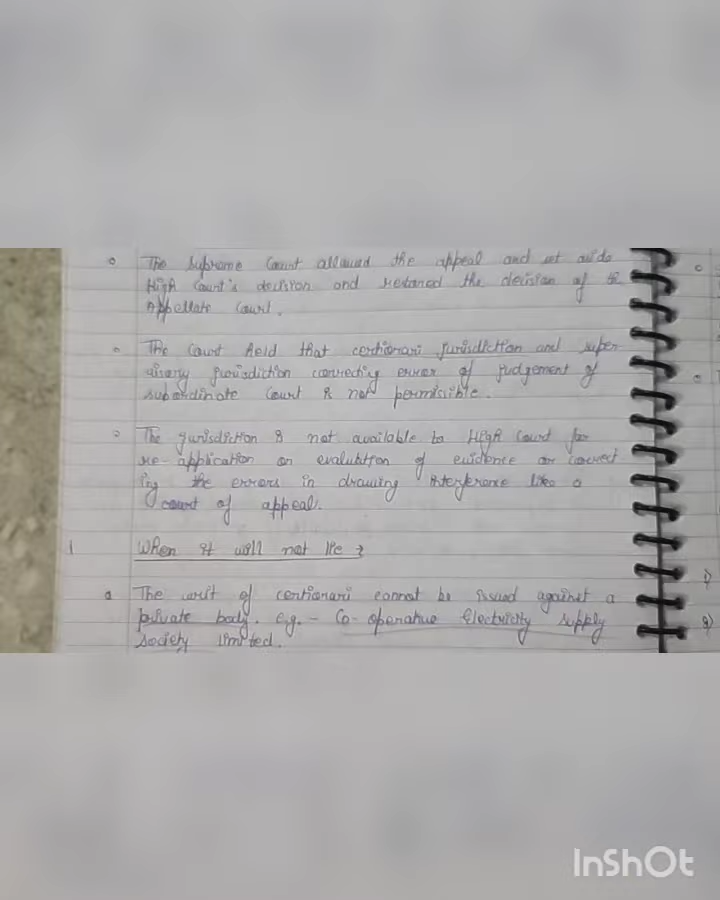 The Supreme Court allowed the appeal and set aside
High Court's decision and restored the decision of the
Appellate Court.
The Court held that certiorari jurisdiction and super
visory jurisdiction correcting error of judgement of
subordinate Court is not permissible.
The jurisdiction is not available to High Court for
re-application or evalubtion of evidence or correct
ing the errors in drawing interference like a
court of appeal.
1 When it will not lie ?
The writ of certiorari cannot be issued against a
private body. e.g. - Co-operative Electricity Supply
Society limited.
InShOt